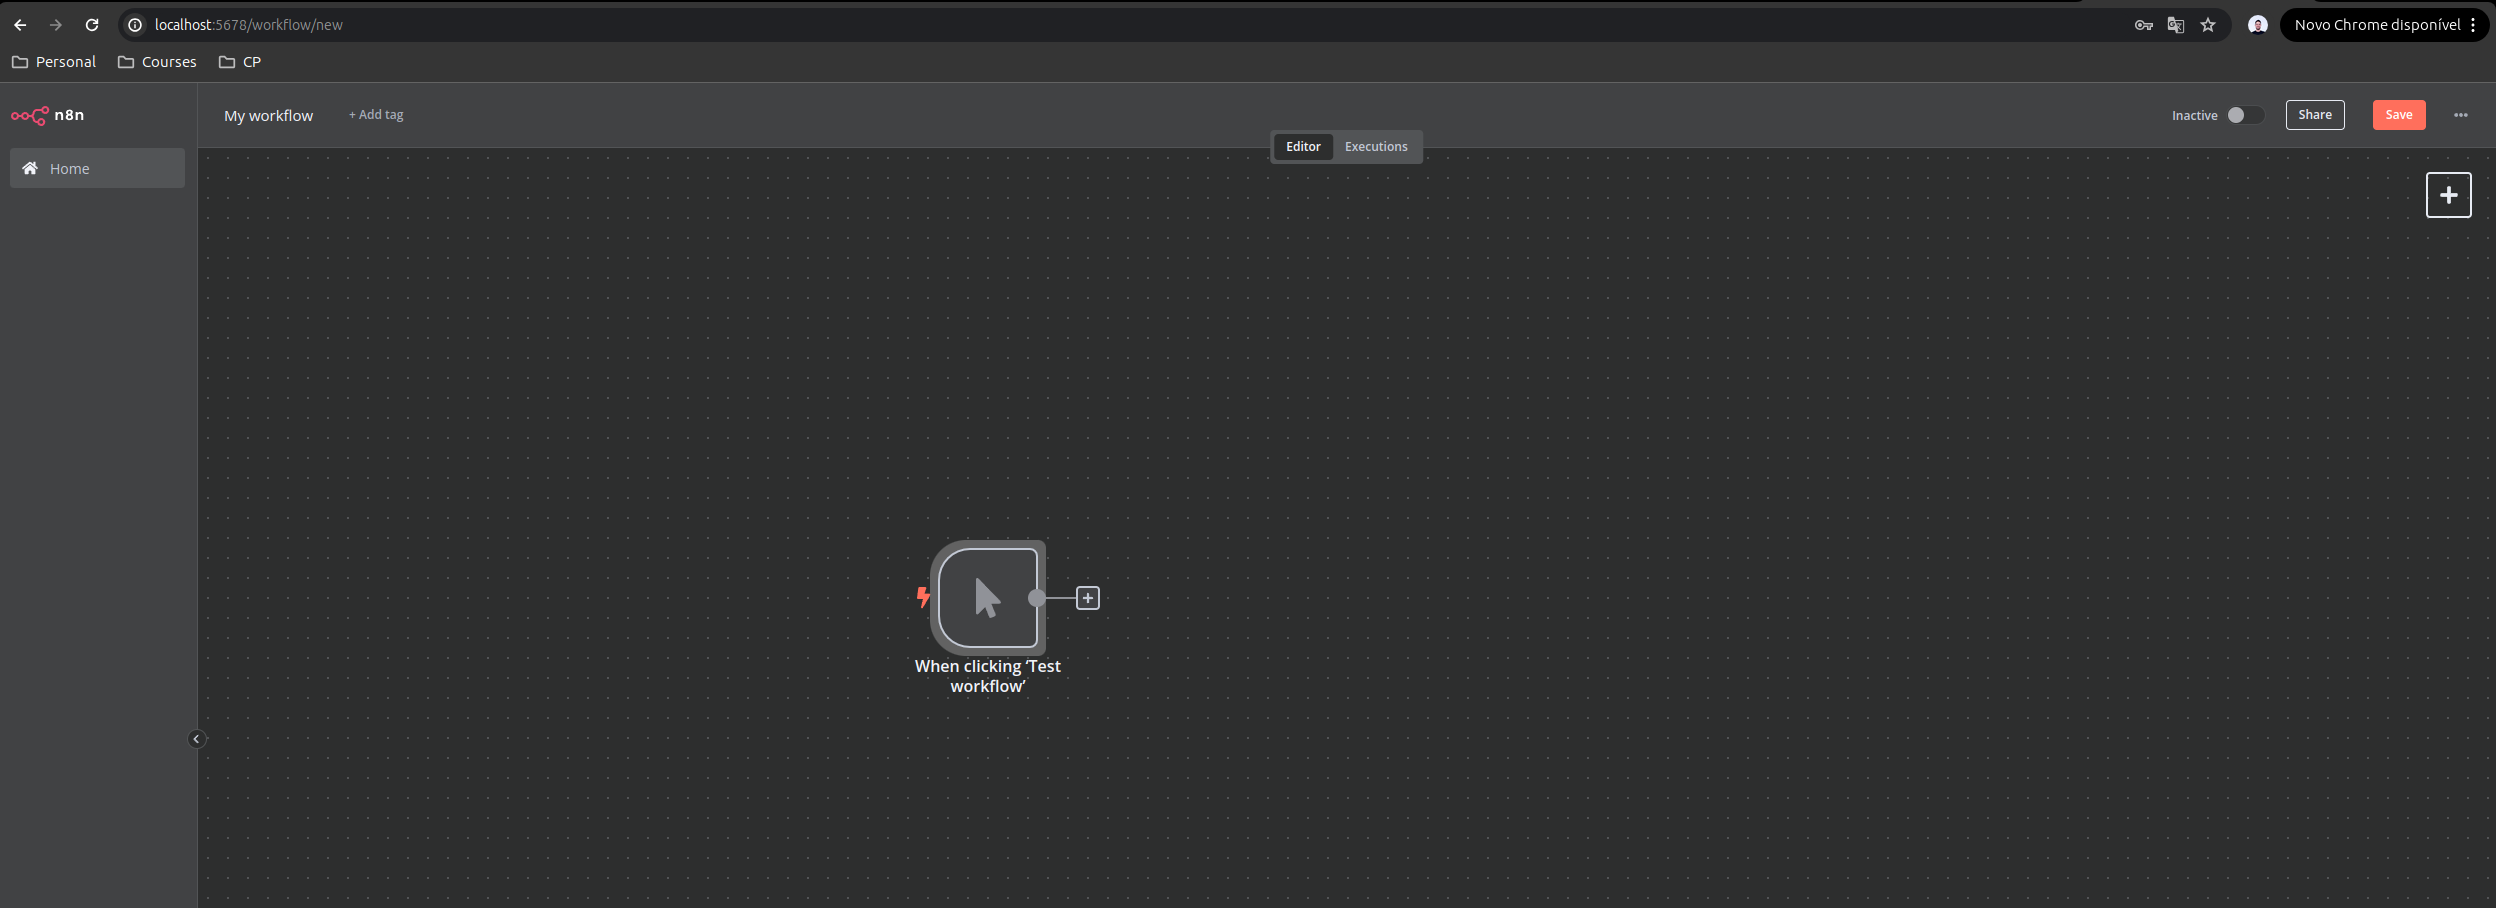 localhost:5678/workflow/new
Novo Chrome disponível
Personal
Courses
CP
n8n
My workflow
+ Add tag
Inactive
Share
Save
Editor
Executions
Home
When clicking ‘Test
workflow’